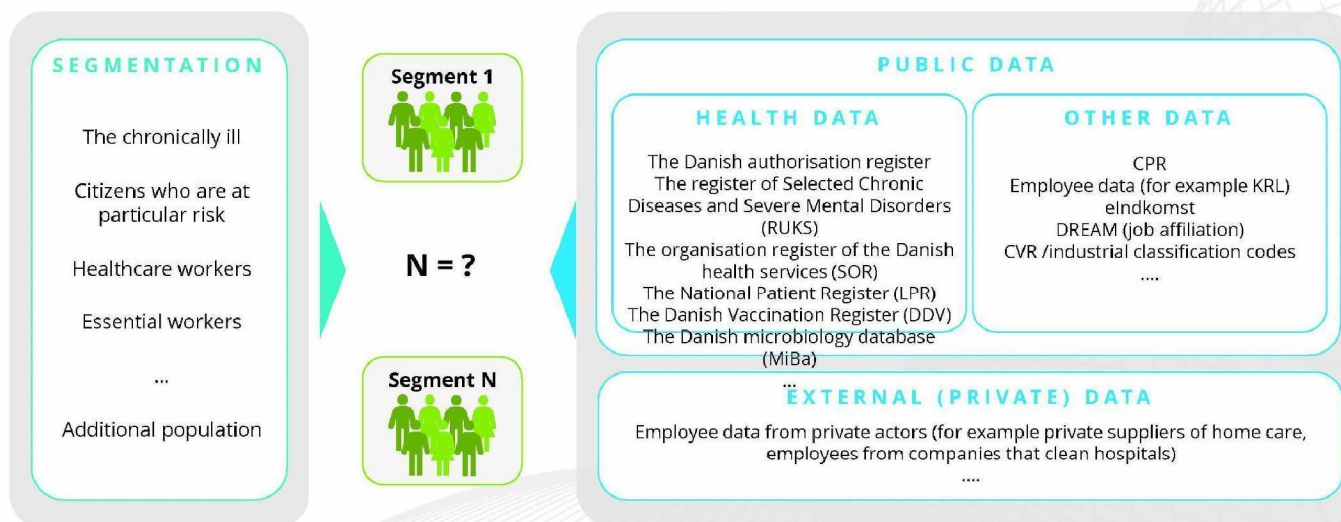 SEGMENTATION
The chronically ill
Citizens who are at
particular risk
Healthcare workers
Essential workers
...
Additional population
Segment 1
N = ?
Segment N
PUBLIC DATA
HEALTH DATA
The Danish authorisation register
The register of Selected Chronic
Diseases and Severe Mental Disorders
(RUKS)
The organisation register of the Danish
health services (SOR)
The National Patient Register (LPR)
The Danish Vaccination Register (DDV)
The Danish microbiology database
(MiBa)
...
OTHER DATA
CPR
Employee data (for example KRL)
eIndkomst
DREAM (job affiliation)
CVR /industrial classification codes
....
EXTERNAL (PRIVATE) DATA
Employee data from private actors (for example private suppliers of home care,
employees from companies that clean hospitals)
....